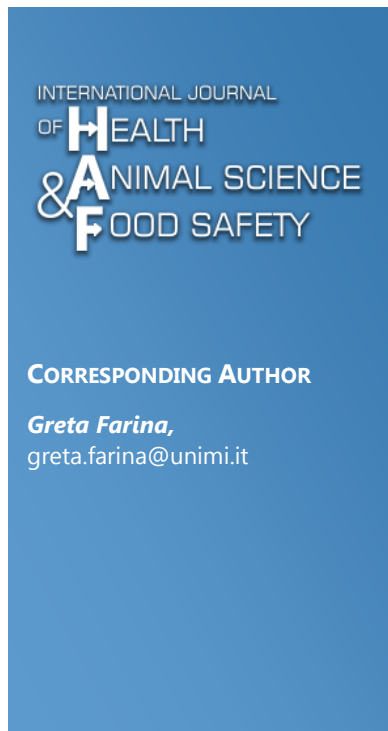 INTERNATIONAL JOURNAL
OF HEALTH
& ANIMAL SCIENCE
FOOD SAFETY
CORRESPONDING AUTHOR
Greta Farina,
greta.farina@unimi.it